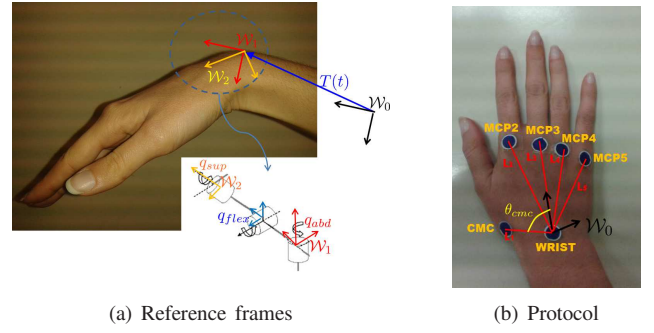 𝒲₁
𝒲₂
T(t)
𝒲₀
q_sup
𝒲₂
q_flex
q_abd
𝒲₁
(a) Reference frames
MCP2 MCP3 MCP4
MCP5
θ_cmc
𝒲₀
CMC
WRIST
(b) Protocol